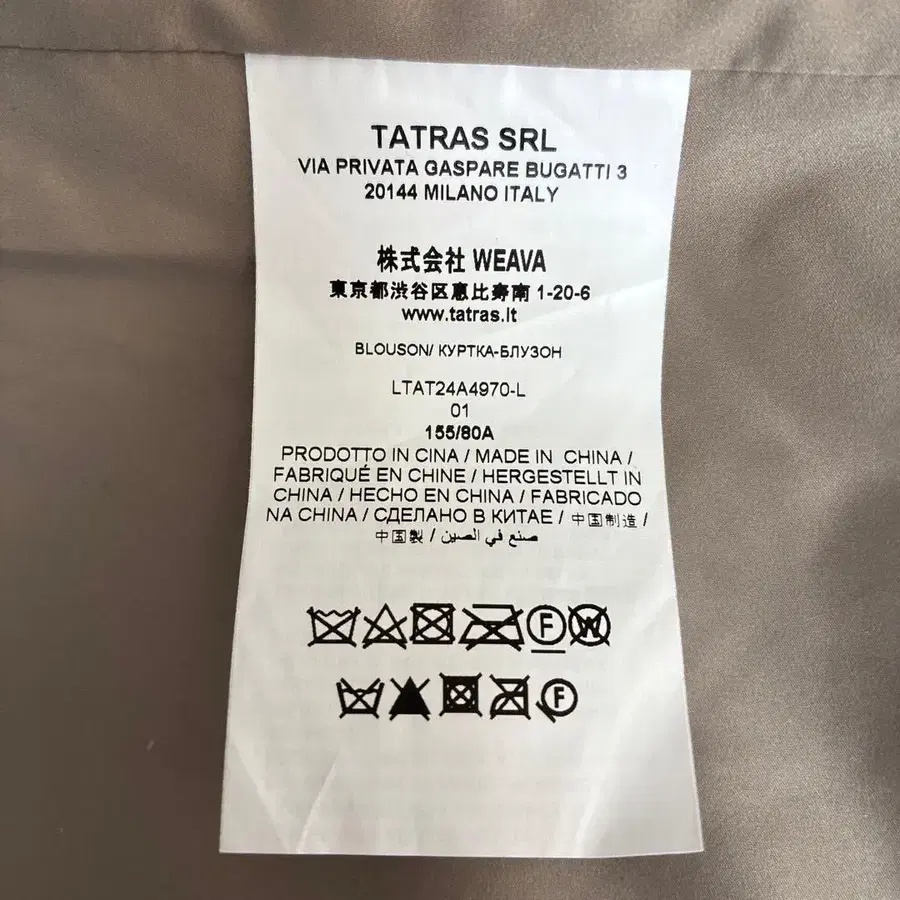 TATRAS SRL
VIA PRIVATA GASPARE BUGATTI 3
20144 MILANO ITALY
株式会社 WEAVA
東京都渋谷区恵比寿南 1-20-6
www.tatras.It
BLOUSON/ КУРТКА-БЛУЗОН
LTAT24A4970-L
01
155/80A
PRODOTTO IN CINA / MADE IN CHINA /
FABRIQUÉ EN CHINE / HERGESTELLT IN
CHINA / HECHO EN CHINA / FABRICADO
NA CHINA / СДЕЛАНО В КИТАЕ / 中国制造 /
中国製 / صنع في الصين
F W
F